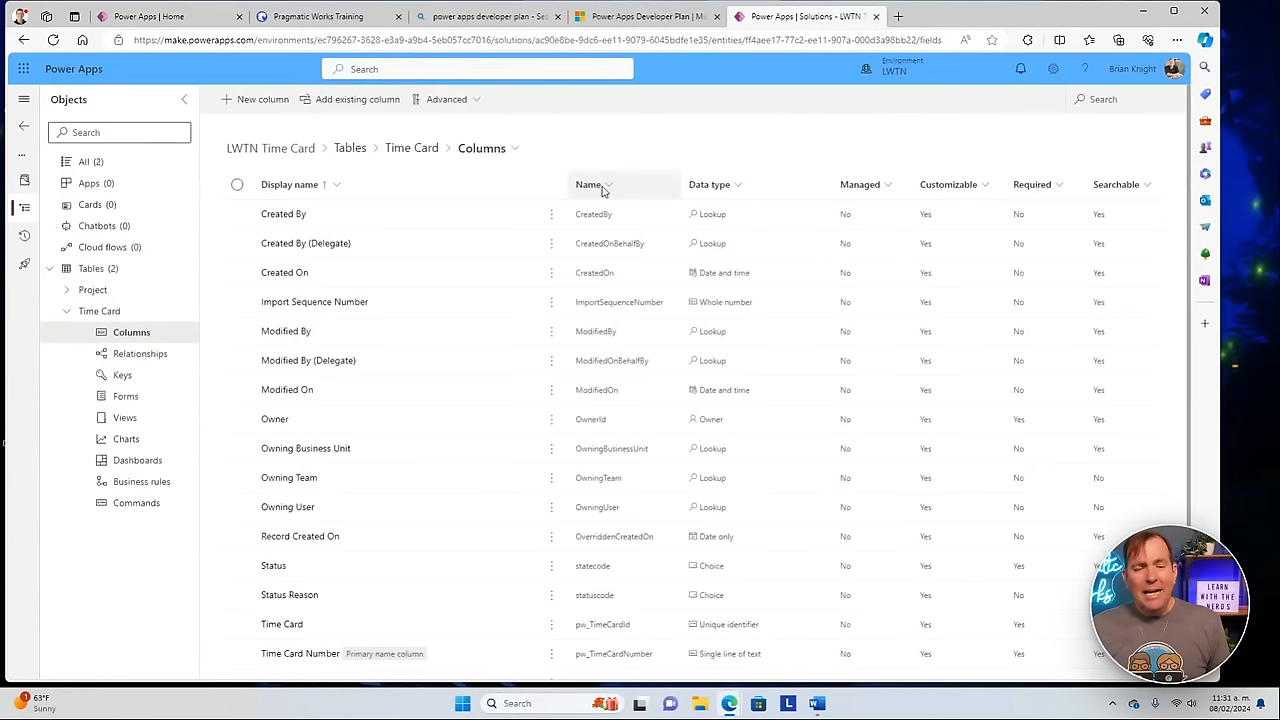 Power Apps | Home
Pragmatic Works Training
power apps developer plan - Se
Power Apps Developer Plan | M
Power Apps | Solutions - LWTN
https://make.powerapps.com/environments/ec796267-3628-e3a9-a9b4-5eb057cc7016/solutions/ac90e8be-9dc6-ee11-9079-6045bdfe1e35/entities/ff4aee17-77c2-ee11-907a-000d3a98bb22/fields
Power Apps
Search
Environment
LWTN
Brian Knight
Objects
New column
Add existing column
Advanced
Search
Search
LWTN Time Card > Tables > Time Card > Columns
All (2)
Apps (0)
Cards (0)
Chatbots (0)
Cloud flows (0)
Tables (2)
Project
Time Card
Columns
Relationships
Keys
Forms
Views
Charts
Dashboards
Business rules
Commands
Display name ↑ Name Data type Managed Customizable Required Searchable
Created By CreatedBy Lookup No Yes No Yes
Created By (Delegate) CreatedOnBehalfBy Lookup No Yes No Yes
Created On CreatedOn Date and time No Yes No Yes
Import Sequence Number ImportSequenceNumber Whole number No Yes No Yes
Modified By ModifiedBy Lookup No Yes No Yes
Modified By (Delegate) ModifiedOnBehalfBy Lookup No Yes No Yes
Modified On ModifiedOn Date and time No Yes No Yes
Owner OwnerId Owner No Yes Yes Yes
Owning Business Unit OwningBusinessUnit Lookup No Yes No Yes
Owning Team OwningTeam Lookup No Yes No No
Owning User OwningUser Lookup No Yes No No
Record Created On OverriddenCreatedOn Date only No Yes No Yes
Status statecode Choice No Yes Yes Yes
Status Reason statuscode Choice No Yes No
Time Card pw_TimeCardId Unique identifier No Yes Yes
Time Card Number Primary name column pw_TimeCardNumber Single line of text No Yes Yes
LEARN
WITH THE
NERDS
63°F
Sunny
Search
11:31 a. m.
08/02/2024